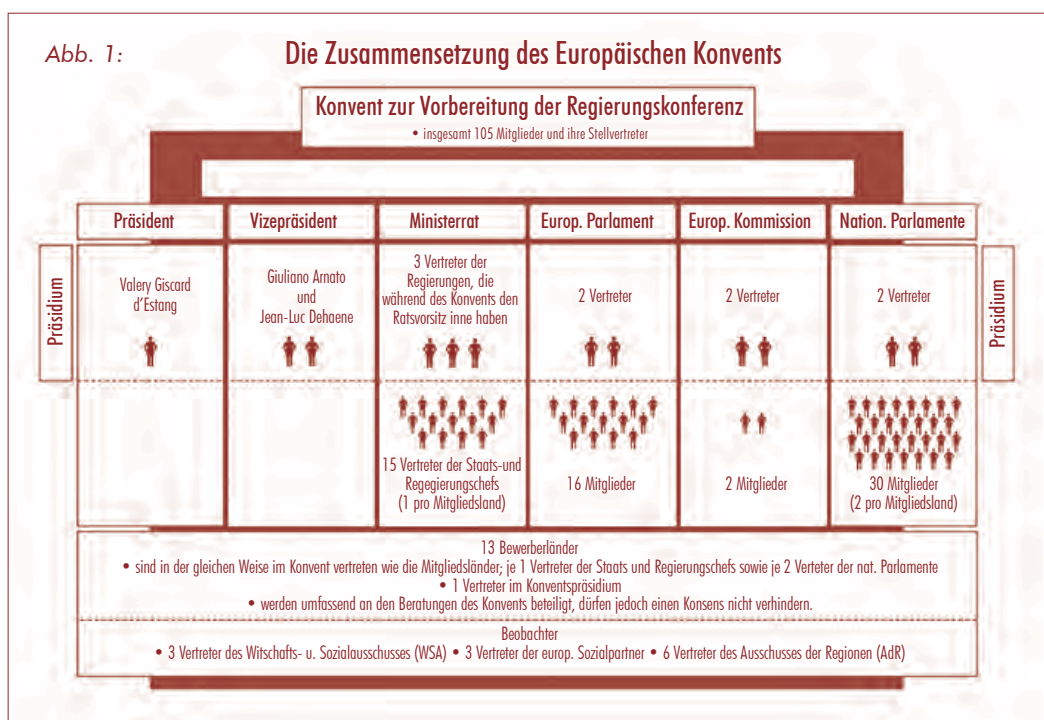 Abb. 1:
Die Zusammensetzung des Europäischen Konvents
Konvent zur Vorbereitung der Regierungskonferenz
• insgesamt 105 Mitglieder und ihre Stellvertreter
Präsident
Vizepräsident
Ministerrat
Europ. Parlament
Europ. Kommission
Nation. Parlamente
Präsidium
Valery Giscard
d'Estang
Giuliano Arnato
und
Jean-Luc Dehaene
3 Vertreter der
Regierungen, die
während des Konvents den
Ratsvorsitz inne haben
2 Vertreter
2 Vertreter
2 Vertreter
Präsidium
15 Vertreter der Staats-und
Regegierungschefs
(1 pro Mitgliedsland)
16 Mitglieder
2 Mitglieder
30 Mitglieder
(2 pro Mitgliedsland)
13 Bewerberländer
• sind in der gleichen Weise im Konvent vertreten wie die Mitgliedsländer; je 1 Vertreter der Staats und Regierungschefs sowie je 2 Verteter der nat. Parlamente
• 1 Vertreter im Konventspräsidium
• werden umfassend an den Beratungen des Konvents beteiligt, dürfen jedoch einen Konsens nicht verhindern.
Beobachter
• 3 Vertreter des Witschafts- u. Sozialausschusses (WSA) • 3 Vertreter der europ. Sozialpartner • 6 Vertreter des Ausschusses der Regionen (AdR)